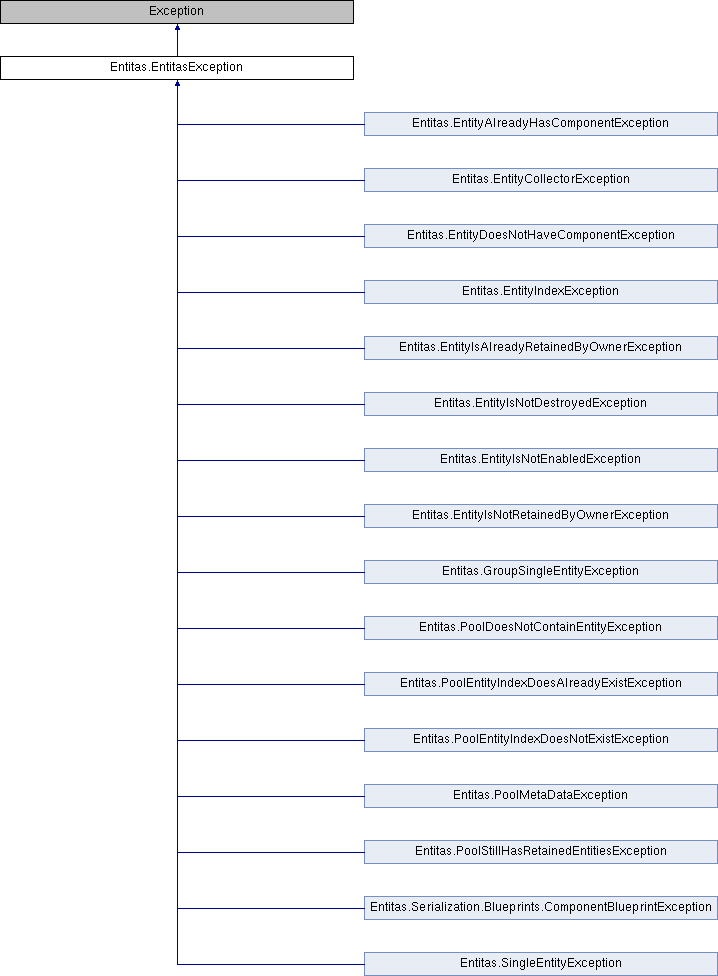 Exception
Entitas.EntitasException
Entitas.EntityAlreadyHasComponentException
Entitas.EntityCollectorException
Entitas.EntityDoesNotHaveComponentException
Entitas.EntityIndexException
Entitas.EntityIsAlreadyRetainedByOwnerException
Entitas.EntityIsNotDestroyedException
Entitas.EntityIsNotEnabledException
Entitas.EntityIsNotRetainedByOwnerException
Entitas.GroupSingleEntityException
Entitas.PoolDoesNotContainEntityException
Entitas.PoolEntityIndexDoesAlreadyExistException
Entitas.PoolEntityIndexDoesNotExistException
Entitas.PoolMetaDataException
Entitas.PoolStillHasRetainedEntitiesException
Entitas.Serialization.Blueprints.ComponentBlueprintException
Entitas.SingleEntityException